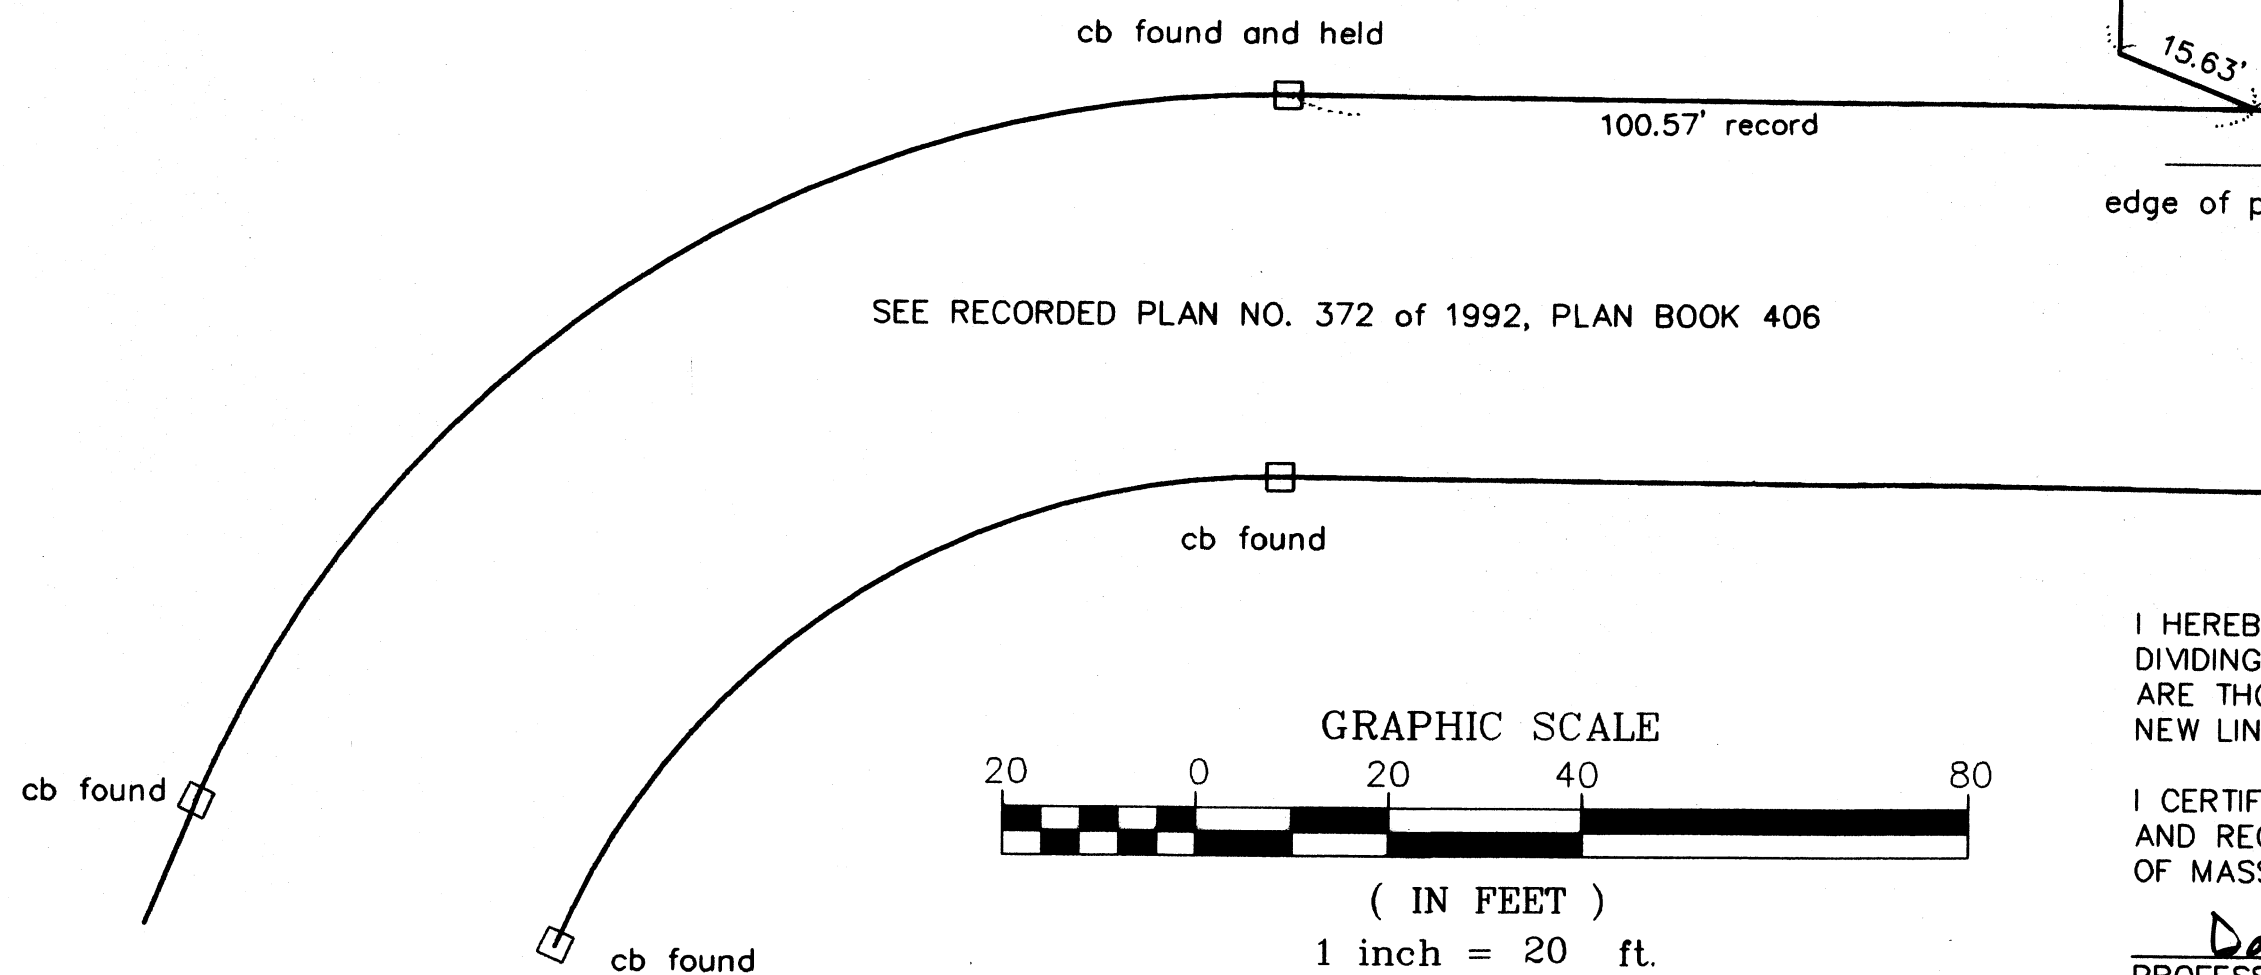 cb found and held
15.63'
100.57' record
edge of
SEE RECORDED PLAN NO. 372 of 1992, PLAN BOOK 406
cb found
I HEREB
DIVIDING
ARE THO
NEW LIN
GRAPHIC SCALE
20 0 20 40 80
cb found
I CERTIF
AND REC
OF MASS
( IN FEET )
1 inch = 20 ft.
cb found
PROFESS